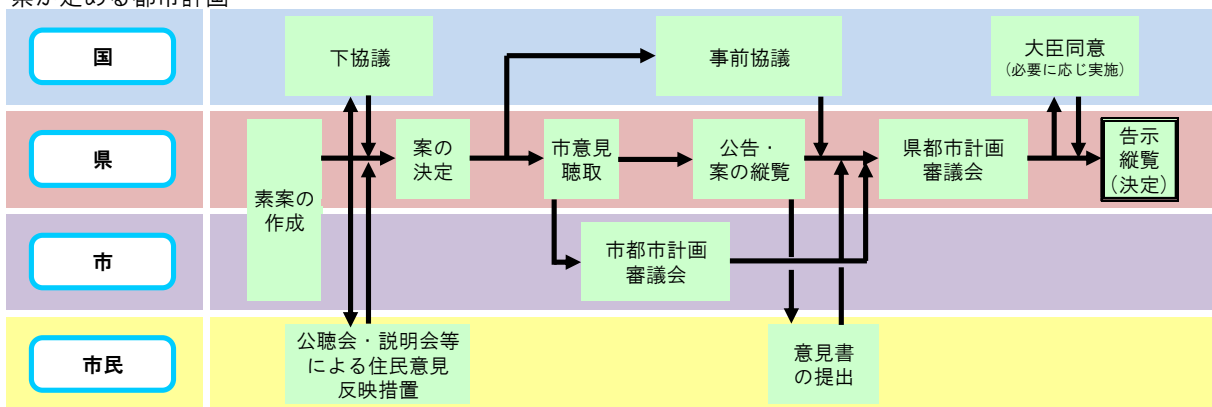 県が定める都市計画
国
下協議
事前協議
大臣同意
(必要に応じ実施)
県
案の
決定
市意見
聴取
公告・
案の縦覧
県都市計画
審議会
告示
縦覧
(決定)
素案の
作成
市
市都市計画
審議会
市民
公聴会・説明会等
による住民意見
反映措置
意見書
の提出